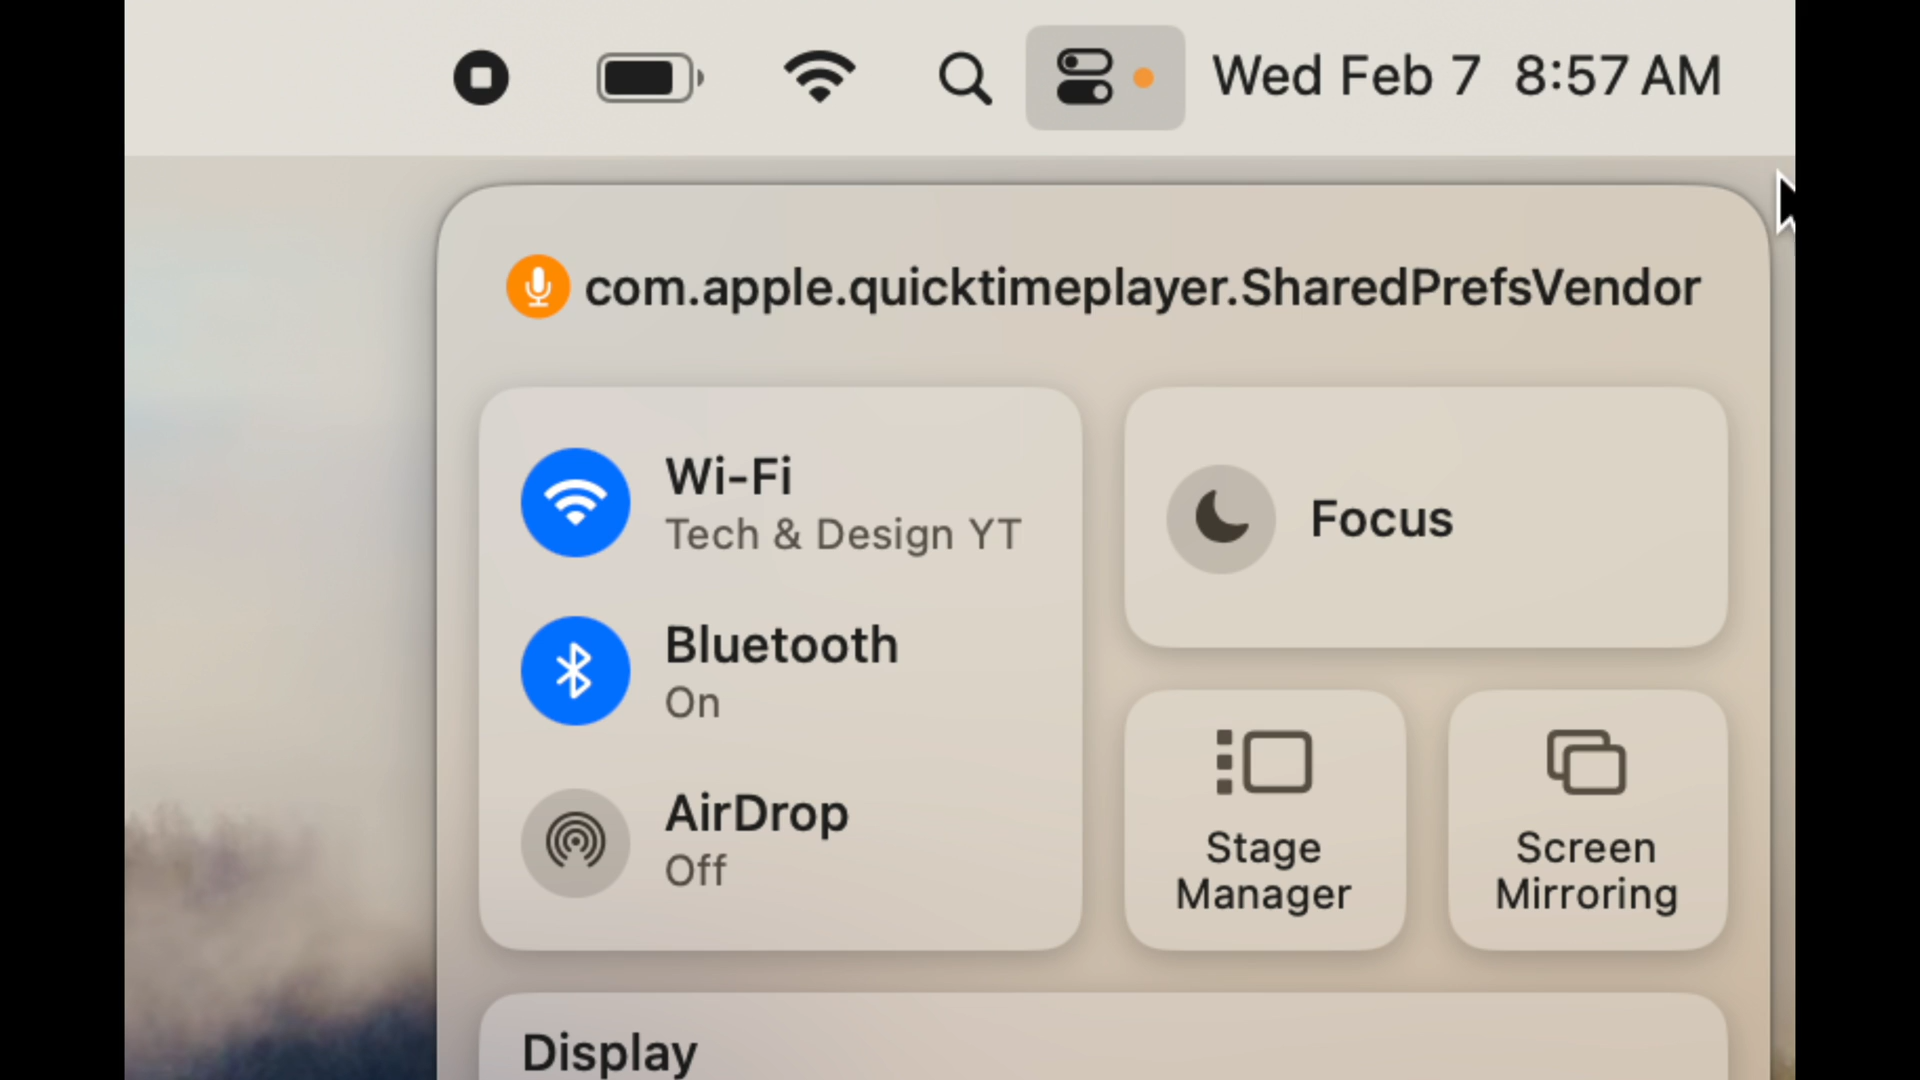 Wed Feb 7 8:57 AM
com.apple.quicktimeplayer.SharedPrefsVendor
Wi-Fi
Tech & Design YT
Bluetooth
On
AirDrop
Off
Focus
Stage
Manager
Screen
Mirroring
Display